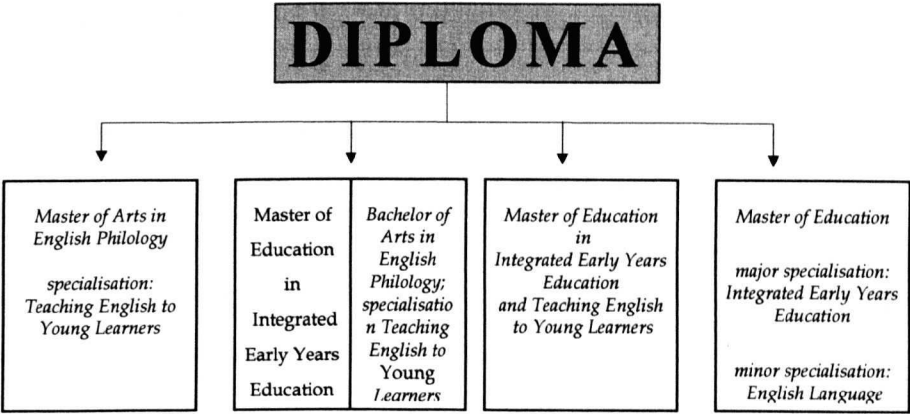 DIPLOMA
Master of Arts in
English Philology
specialisation:
Teaching English to
Young Learners
Master of
Education
in
Integrated
Early Years
Education
Bachelor of
Arts in
English
Philology;
specialisatio
n Teaching
English to
Young
Learners
Master of Education
in
Integrated Early Years
Education
and Teaching English
to Young Learners
Master of Education
major specialisation:
Integrated Early Years
Education
minor specialisation:
English Language